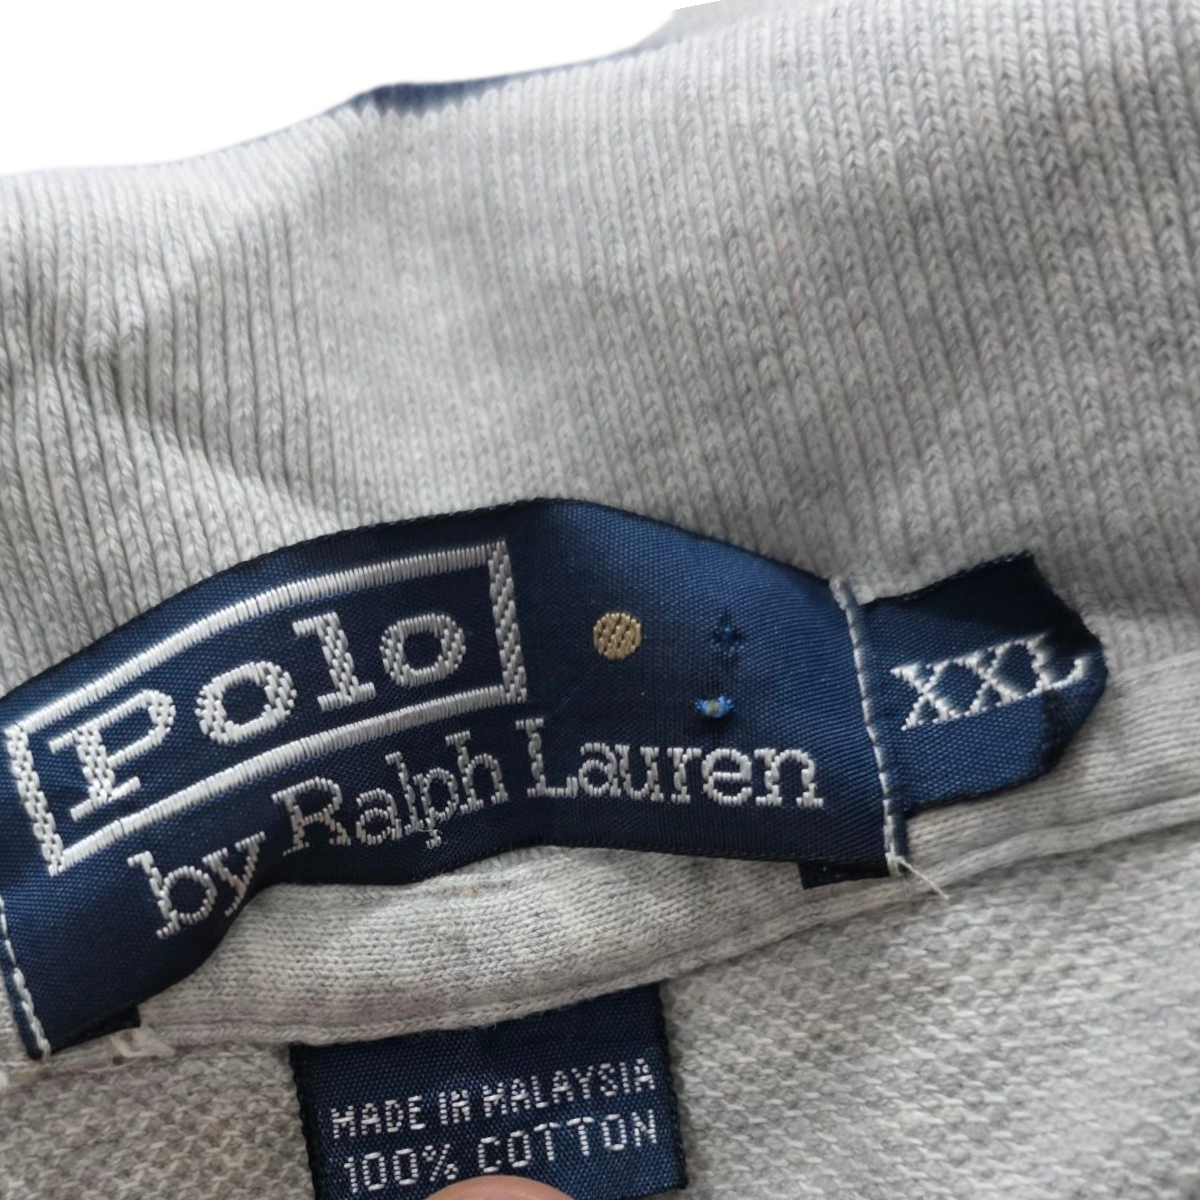 Polo
by Ralph Lauren
XXL
MADE IN MALAYSIA
100% COTTON